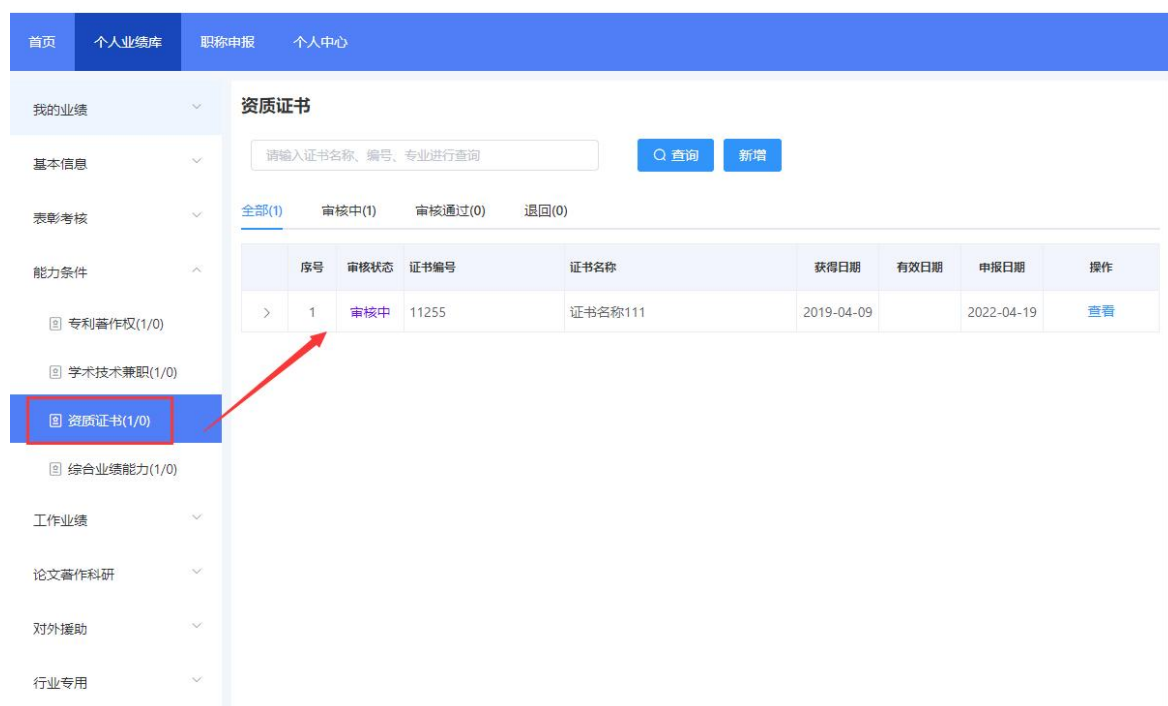 首页 个人业绩库 职称申报 个人中心
我的业绩
基本信息
表彰考核
能力条件
专利著作权(1/0)
学术技术兼职(1/0)
资质证书(1/0)
综合业绩能力(1/0)
工作业绩
论文著作科研
对外援助
行业专用
资质证书
请输入证书名称、编号、专业进行查询 查询 新增
全部(1) 审核中(1) 审核通过(0) 退回(0)
序号 审核状态 证书编号 证书名称 获得日期 有效日期 申报日期 操作
1 审核中 11255 证书名称111 2019-04-09 2022-04-19 查看